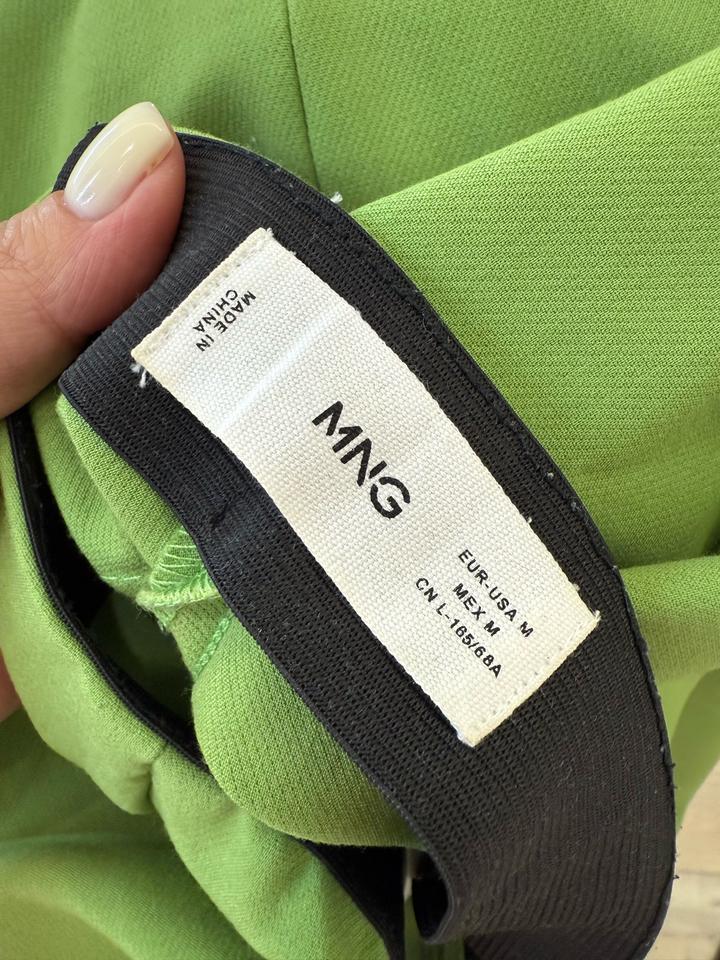 MADE IN
CHINA
MNG
EUR-USA M
MEX M
CN L-165/68A